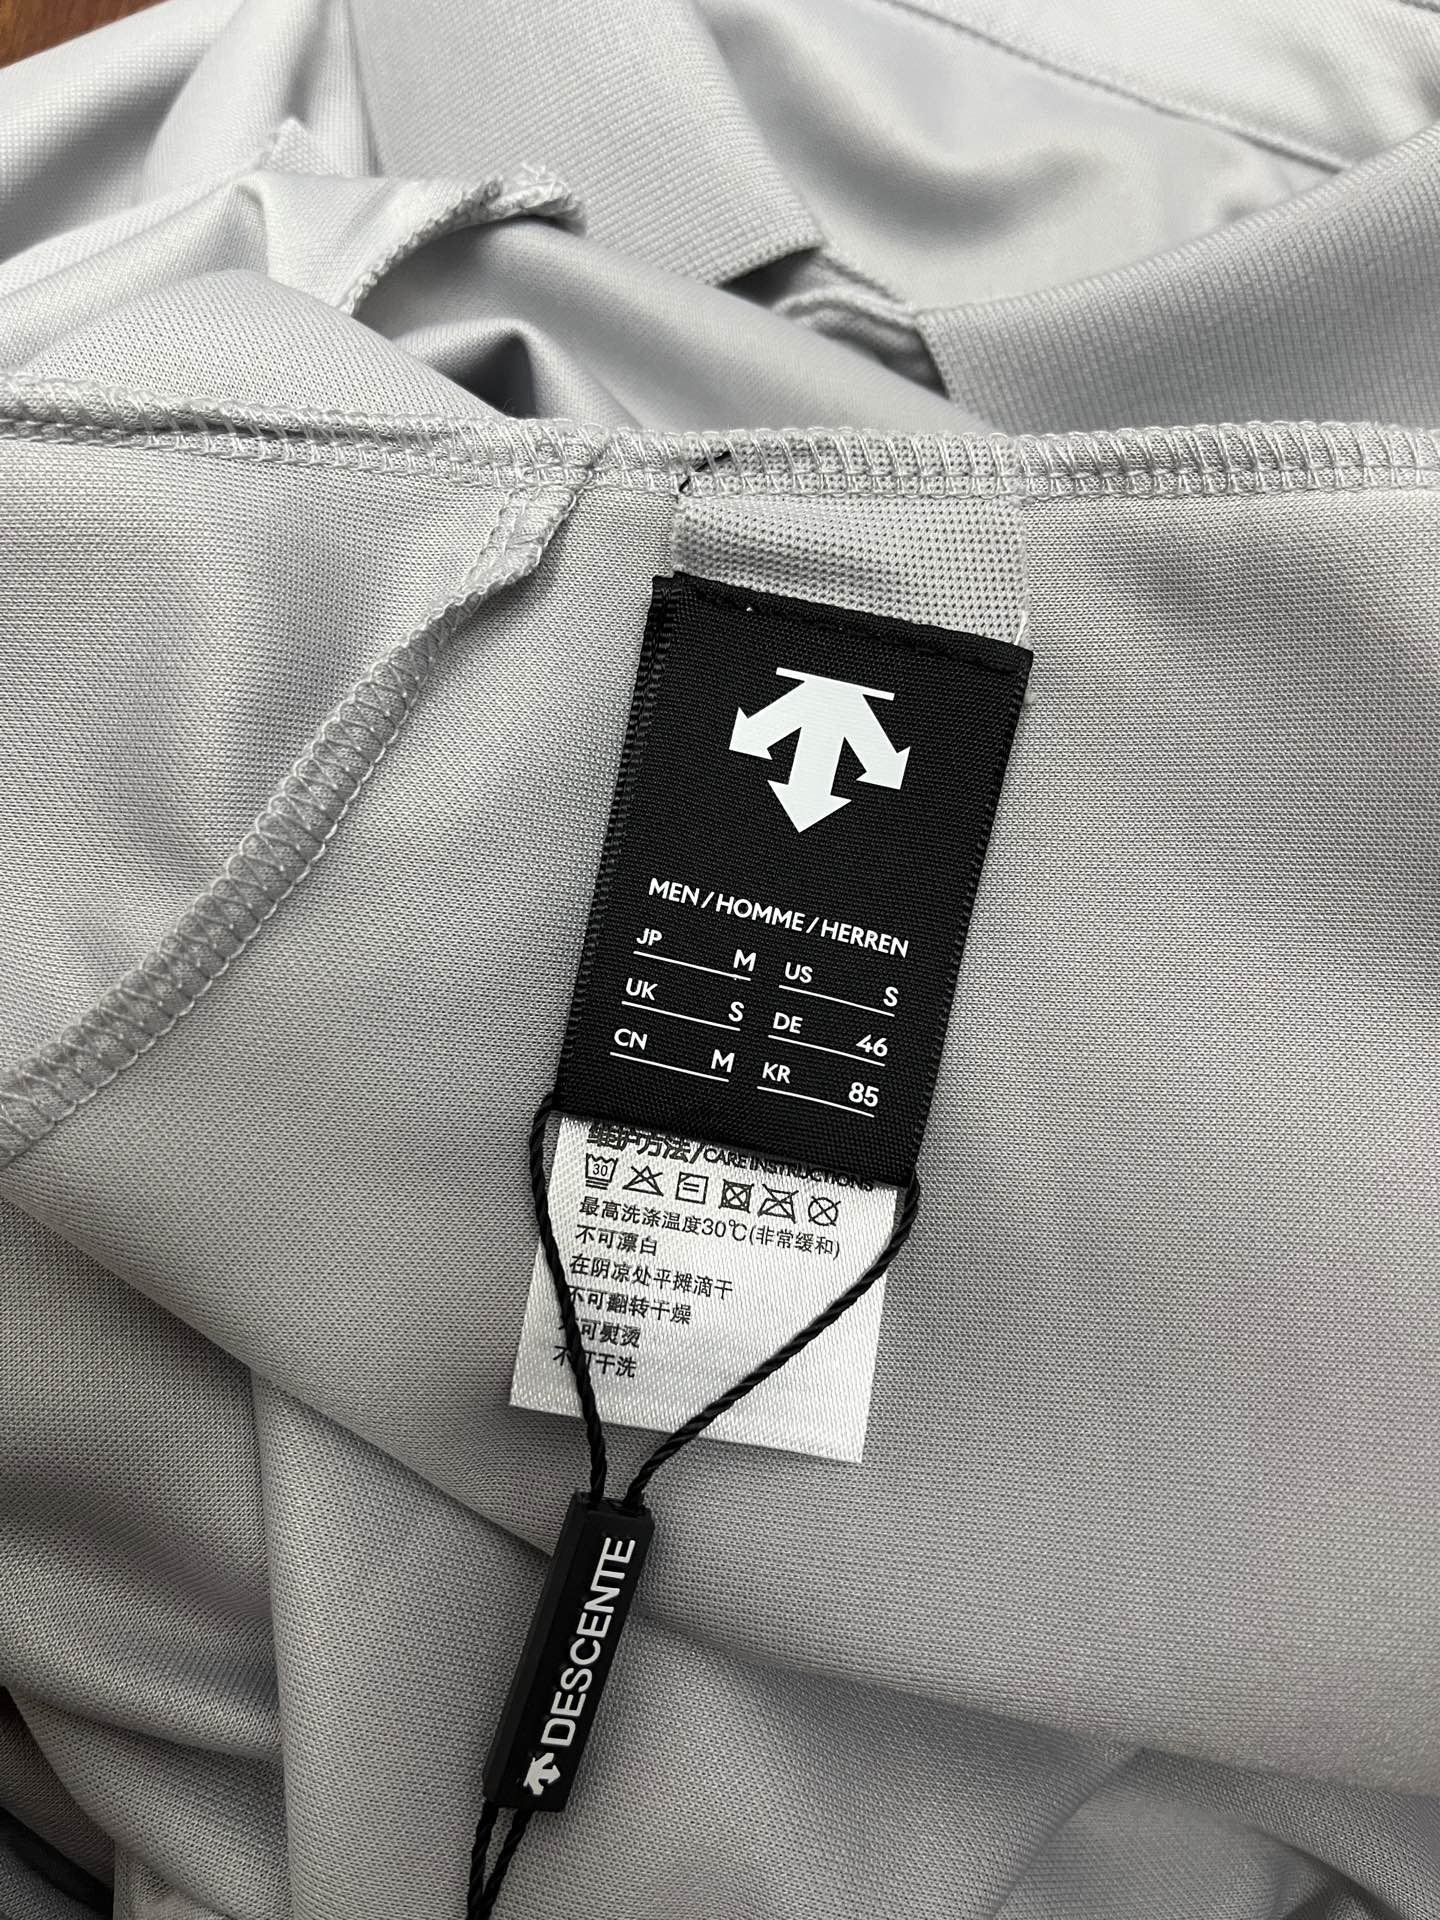 MEN / HOMME / HERREN
JP M US S
UK S DE 46
CN M KR 85
维护方法/CARE INSTRUCTIONS
30
最高洗涤温度30℃(非常缓和)
不可漂白
在阴凉处平摊滴干
不可翻转干燥
不可熨烫
不可干洗
DESCENTE